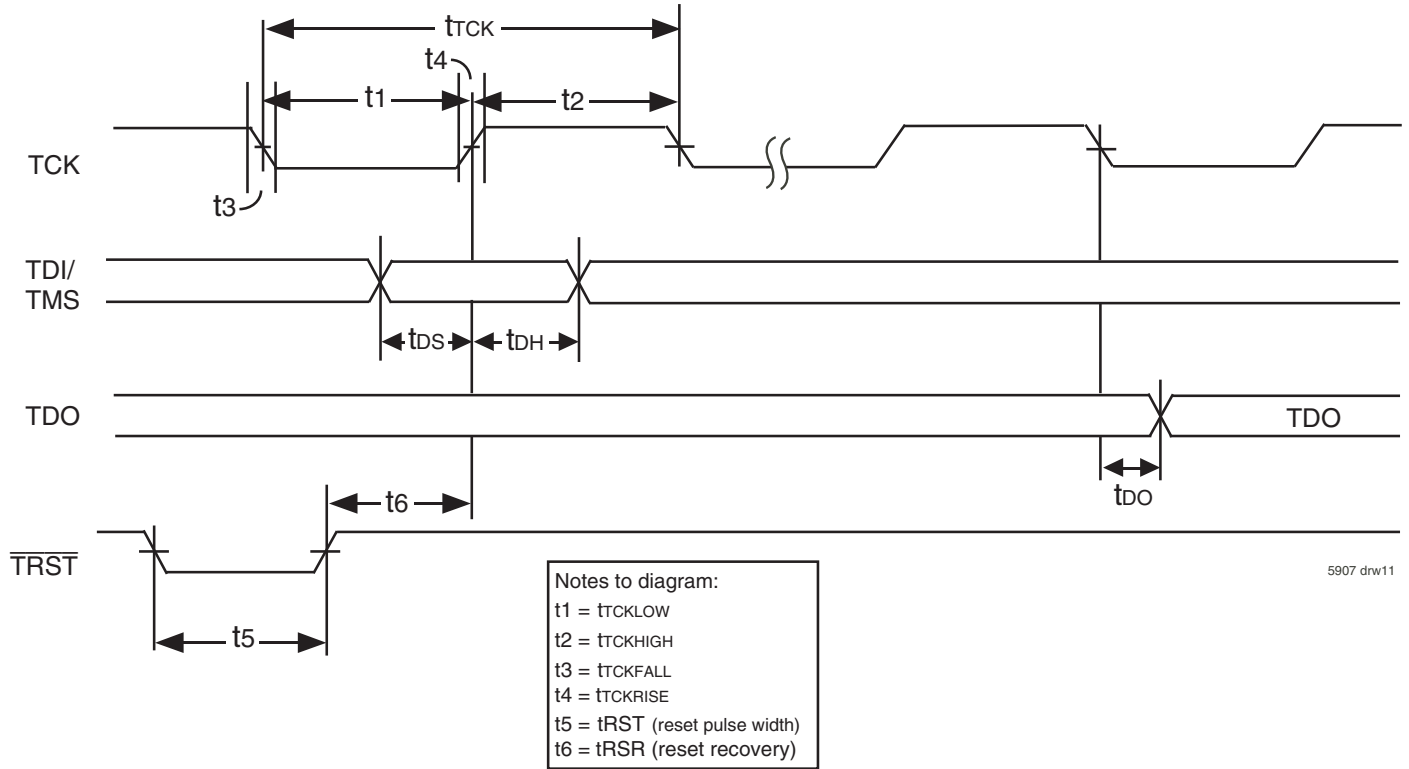 tTCK
t4
t1
t2
TCK
t3
TDI/
TMS
tDS
tDH
TDO
TDO
t6
tDO
TRST
5907 drw11
t5
Notes to diagram:
t1 = tTCKLOW
t2 = tTCKHIGH
t3 = tTCKFALL
t4 = tTCKRISE
t5 = tRST (reset pulse width)
t6 = tRSR (reset recovery)